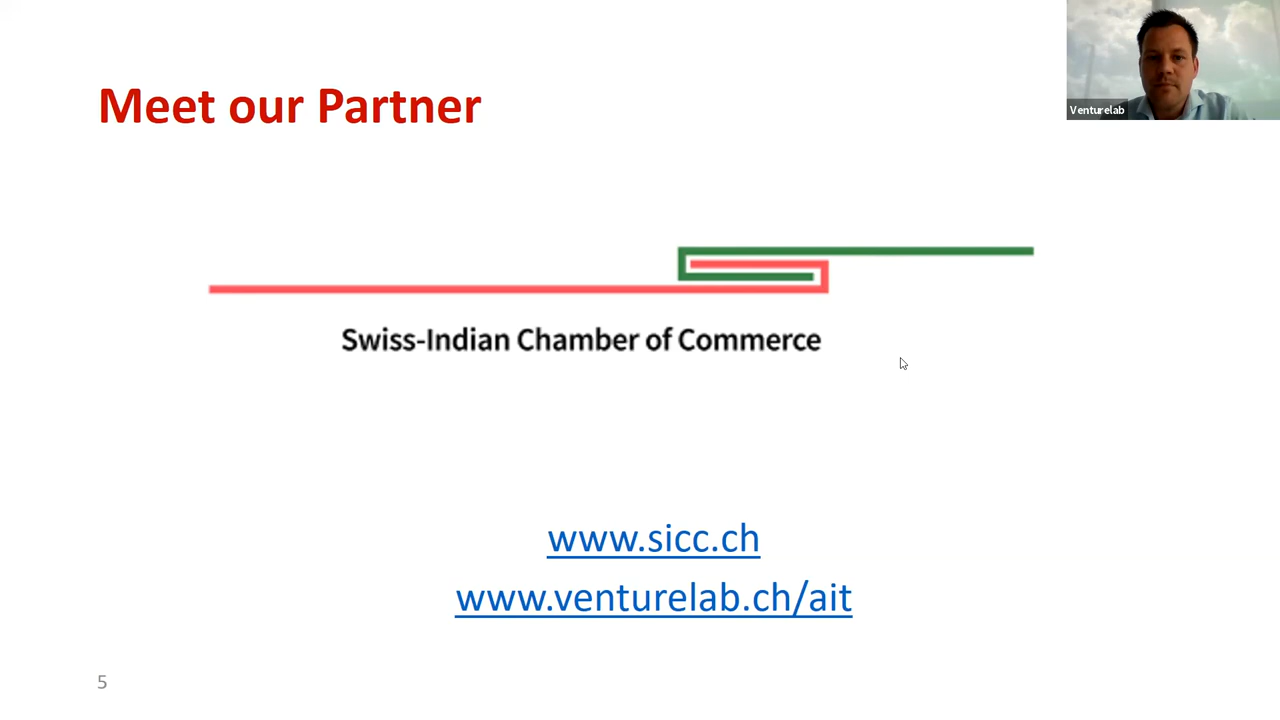 Meet our Partner
Venturelab
Swiss-Indian Chamber of Commerce
www.sicc.ch
www.venturelab.ch/ait
5